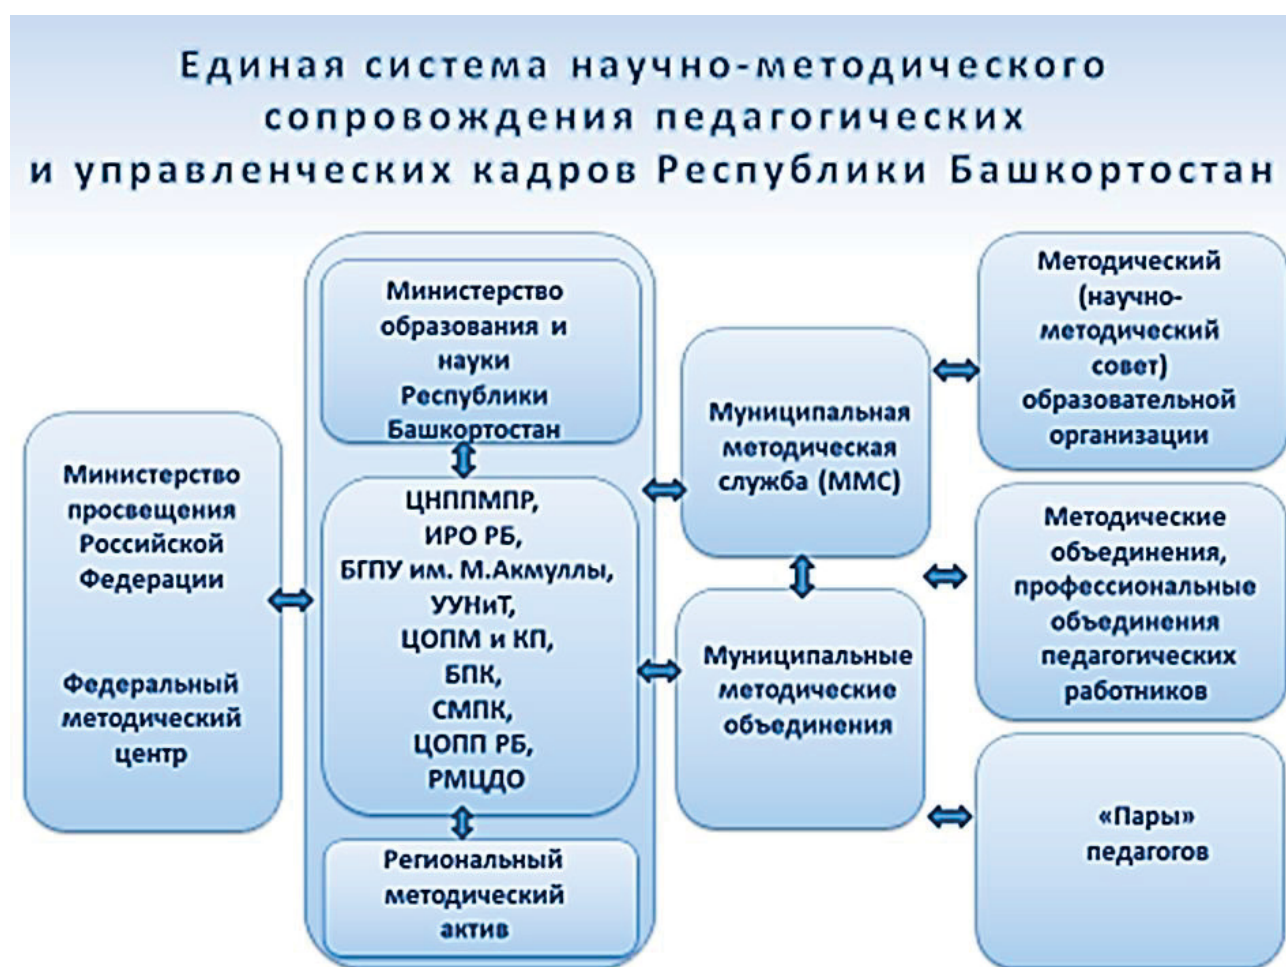 Единая система научно-методического
сопровождения педагогических
и управленческих кадров Республики Башкортостан
Министерство
просвещения
Российской
Федерации
Федеральный
методический
центр
Министерство
образования и
науки
Республики
Башкортостан
ЦНППМПР,
ИРО РБ,
БГПУ им. М.Акмуллы,
УУНиТ,
ЦОПМ и КП,
БПК,
СМПК,
ЦОПП РБ,
РМЦДО
Региональный
методический
актив
Муниципальная
методическая
служба (ММС)
Муниципальные
методические
объединения
Методический
(научно-
методический
совет)
образовательной
организации
Методические
объединения,
профессиональные
объединения
педагогических
работников
«Пары»
педагогов